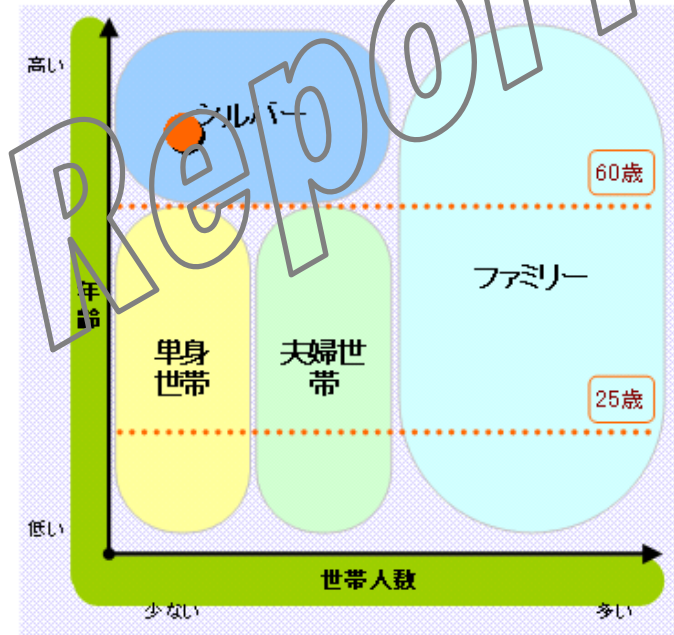 Report
高い
シルバー
60歳
ファミリー
年
齢
単身
世帯
夫婦世
帯
25歳
低い
世帯人数
少ない
多い